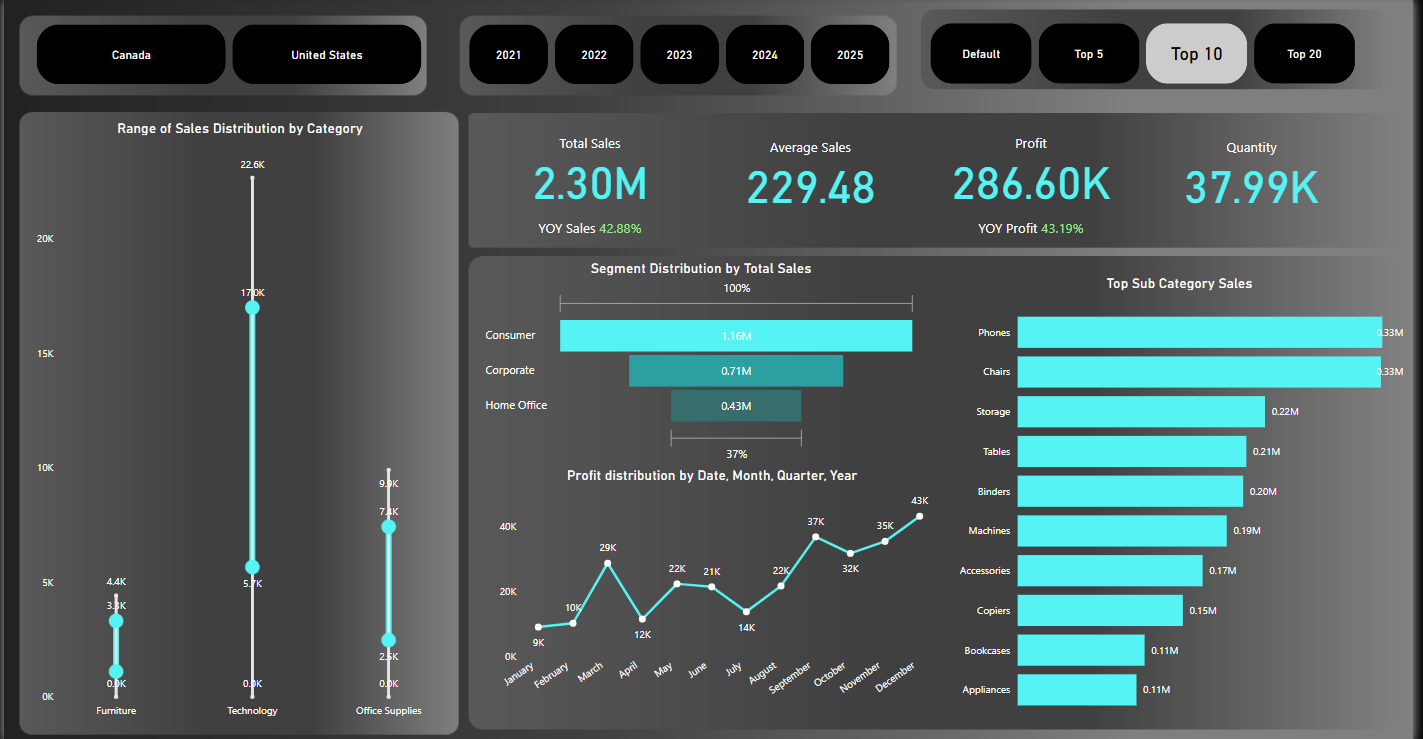 Canada
United States
2021
2022
2023
2024
2025
Default
Top 5
Top 10
Top 20
Range of Sales Distribution by Category
20K
15K
10K
5K
0K
22.6K
17.0K
5.7K
0.0K
4.4K
3.3K
0.0K
9.9K
7.4K
2.5K
0.0K
Furniture
Technology
Office Supplies
Total Sales
2.30M
YOY Sales 42.88%
Average Sales
229.48
Profit
286.60K
YOY Profit 43.19%
Quantity
37.99K
Segment Distribution by Total Sales
100%
Consumer
1.16M
Corporate
0.71M
Home Office
0.43M
37%
Profit distribution by Date, Month, Quarter, Year
40K
20K
0K
9K
10K
29K
12K
22K
21K
14K
22K
37K
32K
35K
43K
January
February
March
April
May
June
July
August
September
October
November
December
Top Sub Category Sales
Phones
0.33M
Chairs
0.33M
Storage
0.22M
Tables
0.21M
Binders
0.20M
Machines
0.19M
Accessories
0.17M
Copiers
0.15M
Bookcases
0.11M
Appliances
0.11M